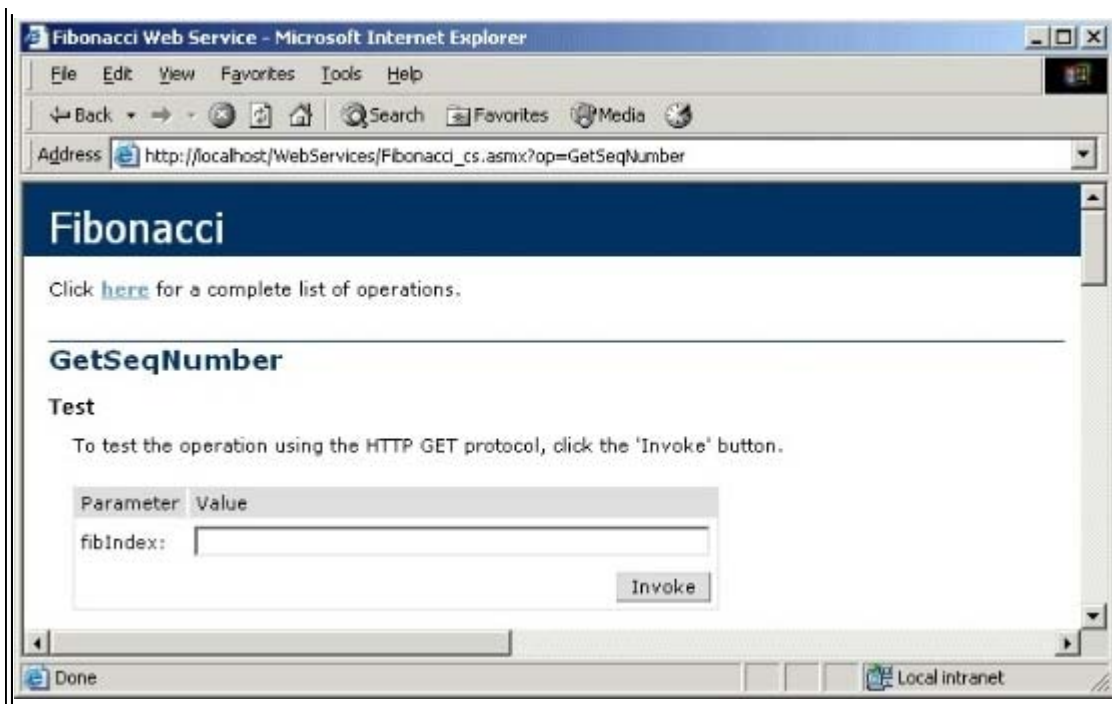 Fibonacci Web Service - Microsoft Internet Explorer
File Edit View Favorites Tools Help
Back Search Favorites Media
Address http://localhost/WebServices/Fibonacci_cs.asmx?op=GetSeqNumber
Fibonacci
Click here for a complete list of operations.
GetSeqNumber
Test
To test the operation using the HTTP GET protocol, click the 'Invoke' button.
Parameter Value
fibIndex:
Invoke
Done Local intranet